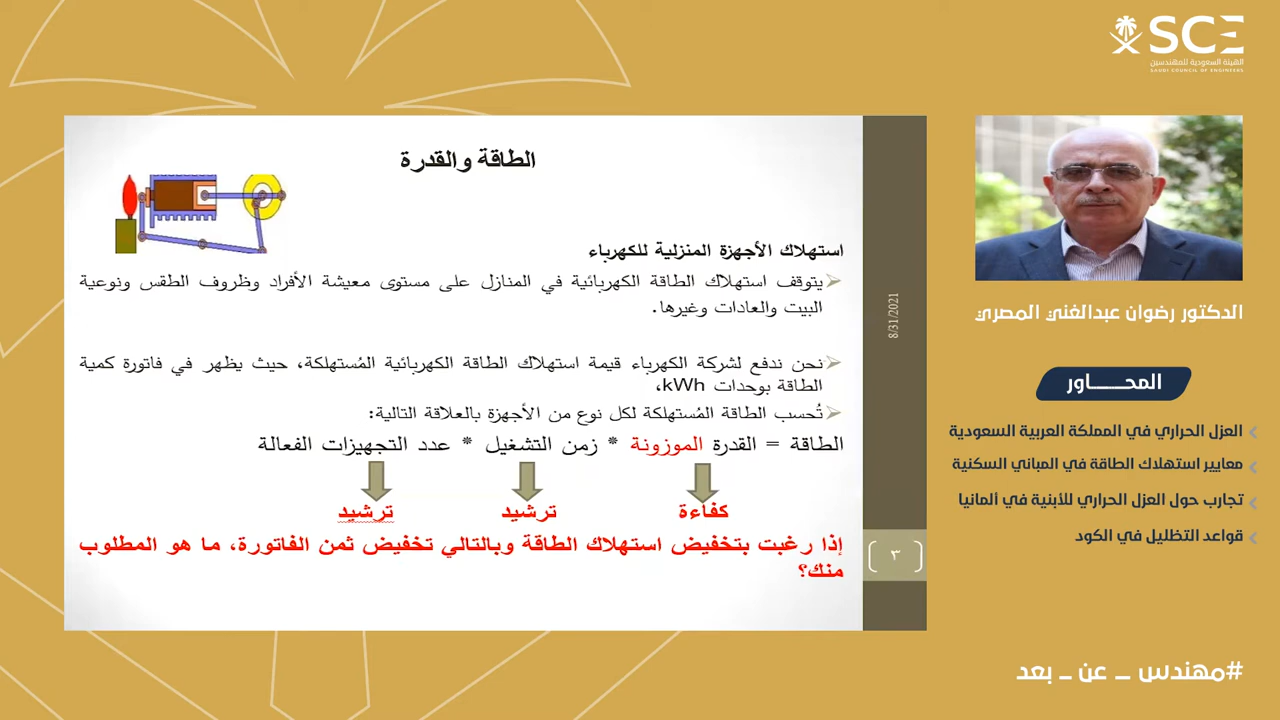 SCE
الهيئة السعودية للمهندسين
SAUDI COUNCIL OF ENGINEERS
الطاقة والقدرة
استهلاك الأجهزة المنزلية للكهرباء
يتوقف استهلاك الطاقة الكهربائية في المنازل على مستوى معيشة الأفراد وظروف الطقس ونوعية
البيت والعادات وغيرها.
نحن ندفع لشركة الكهرباء قيمة استهلاك الطاقة الكهربائية المُستهلكة، حيث يظهر في فاتورة كمية
الطاقة بوحدات kWh،
تُحسب الطاقة المُستهلكة لكل نوع من الأجهزة بالعلاقة التالية:
الطاقة = القدرة الموزونة * زمن التشغيل * عدد التجهيزات الفعالة
كفاءة ترشيد ترشيد
إذا رغبت بتخفيض استهلاك الطاقة وبالتالي تخفيض ثمن الفاتورة، ما هو المطلوب
منك؟
8/31/2021
٣
الدكتور رضوان عبدالغني المصري
المحـــــاور
العزل الحراري في المملكة العربية السعودية
معايير استهلاك الطاقة في المباني السكنية
تجارب حول العزل الحراري للأبنية في ألمانيا
قواعد التظليل في الكود
#مهندس _ عن _ بعد